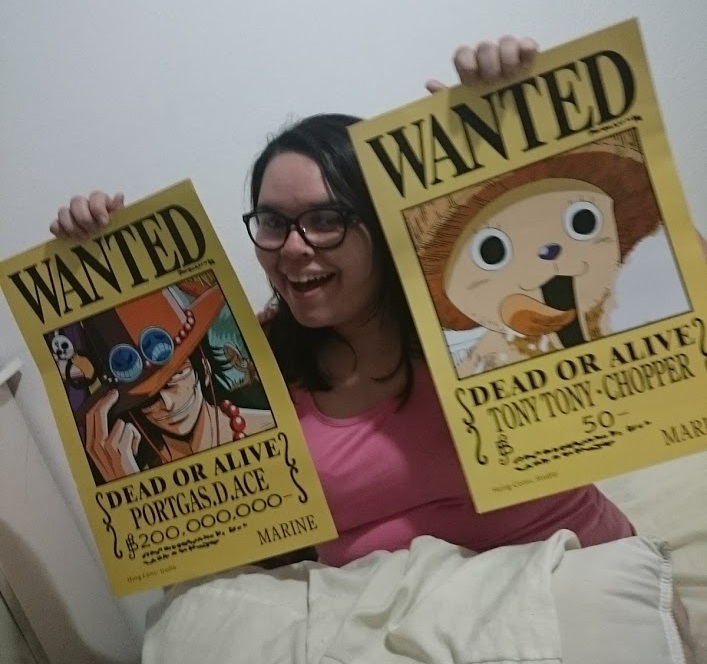 WANTED
DEAD OR ALIVE
PORTGAS.D.ACE
200,000,000-
MARINE
WANTED
DEAD OR ALIVE
TONY TONY·CHOPPER
50-
MARI